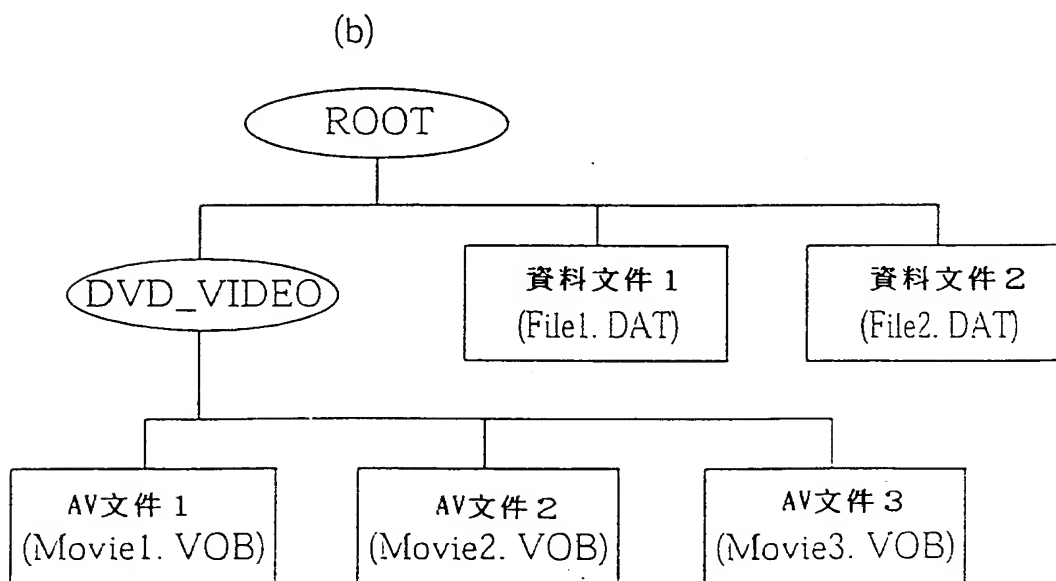 (b)
ROOT
DVD_VIDEO
資料文件1
(File1. DAT)
資料文件2
(File2. DAT)
AV文件1
(Movie1. VOB)
AV文件2
(Movie2. VOB)
AV文件3
(Movie3. VOB)